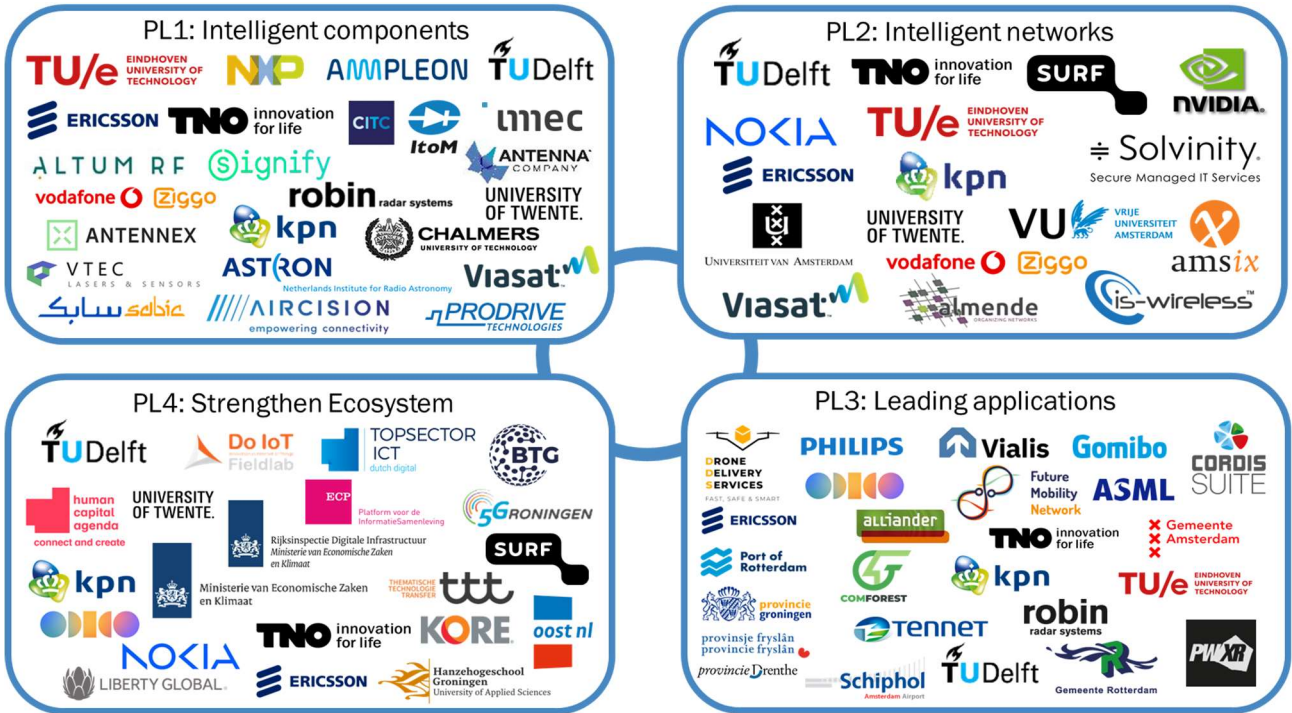 PL1: Intelligent components
TU/e EINDHOVEN
UNIVERSITY OF
TECHNOLOGY
NXP
AMPLEON
TU Delft
ERICSSON
TNO innovation
for life
CITC
ItoM
imec
ALTUM RF
Signify
ANTENNA
COMPANY
vodafone
ziggo
robin radar systems
UNIVERSITY
OF TWENTE.
ANTENNEX
kpn
CHALMERS
UNIVERSITY OF TECHNOLOGY
VTEC
LASERS & SENSORS
ASTRON
Netherlands Institute for Radio Astronomy
Viasat
سابك sabic
AIRCISION
empowering connectivity
PRODRIVE
TECHNOLOGIES
PL2: Intelligent networks
TU Delft
TNO innovation
for life
SURF
NVIDIA.
NOKIA
TU/e EINDHOVEN
UNIVERSITY OF
TECHNOLOGY
Solvinity.
Secure Managed IT Services
ERICSSON
kpn
UNIVERSITEIT VAN AMSTERDAM
UNIVERSITY
OF TWENTE.
VU VRIJE
UNIVERSITEIT
AMSTERDAM
amsix
vodafone
ziggo
Viasat
almende
ORGANIZING NETWORKS
is-wireless™
PL4: Strengthen Ecosystem
TU Delft
Do IoT
Fieldlab
TOPSECTOR
ICT
dutch digital
BTG
human
capital
agenda
connect and create
UNIVERSITY
OF TWENTE.
ECP
Platform voor de
InformatieSamenleving
5GRONINGEN
Rijksinspectie Digitale Infrastructuur
Ministerie van Economische Zaken
en Klimaat
SURF
kpn
Ministerie van Economische Zaken
en Klimaat
THEMATISCHE
TECHNOLOGIE
TRANSFER
ttt
ODICO
TNO innovation
for life
KORE
oost nl
NOKIA
LIBERTY GLOBAL.
ERICSSON
Hanzehogeschool
Groningen
University of Applied Sciences
PL3: Leading applications
DRONE
DELIVERY
SERVICES
FAST, SAFE & SMART
PHILIPS
Vialis
Gomibo
CORDIS
SUITE
ODICO
Future
Mobility
Network
ASML
ERICSSON
alliander
TNO innovation
for life
Gemeente
Amsterdam
Port of
Rotterdam
COMFOREST
kpn
TU/e EINDHOVEN
UNIVERSITY OF
TECHNOLOGY
provincie
groningen
robin
radar systems
provinsje fryslân
provincie fryslân
TENNET
PWXR
provincie Drenthe
Schiphol
Amsterdam Airport
TU Delft
Gemeente Rotterdam